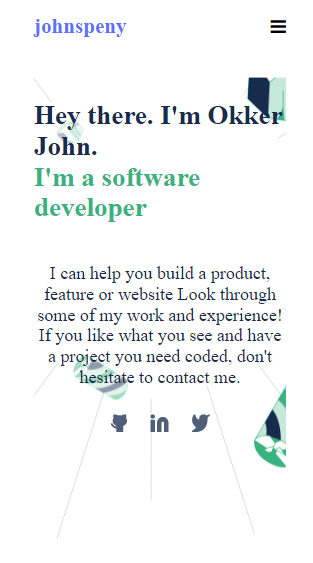 johnspeny
Hey there. I'm Okker
John.
I'm a software
developer
I can help you build a product,
feature or website Look through
some of my work and experience!
If you like what you see and have
a project you need coded, don't
hesitate to contact me.